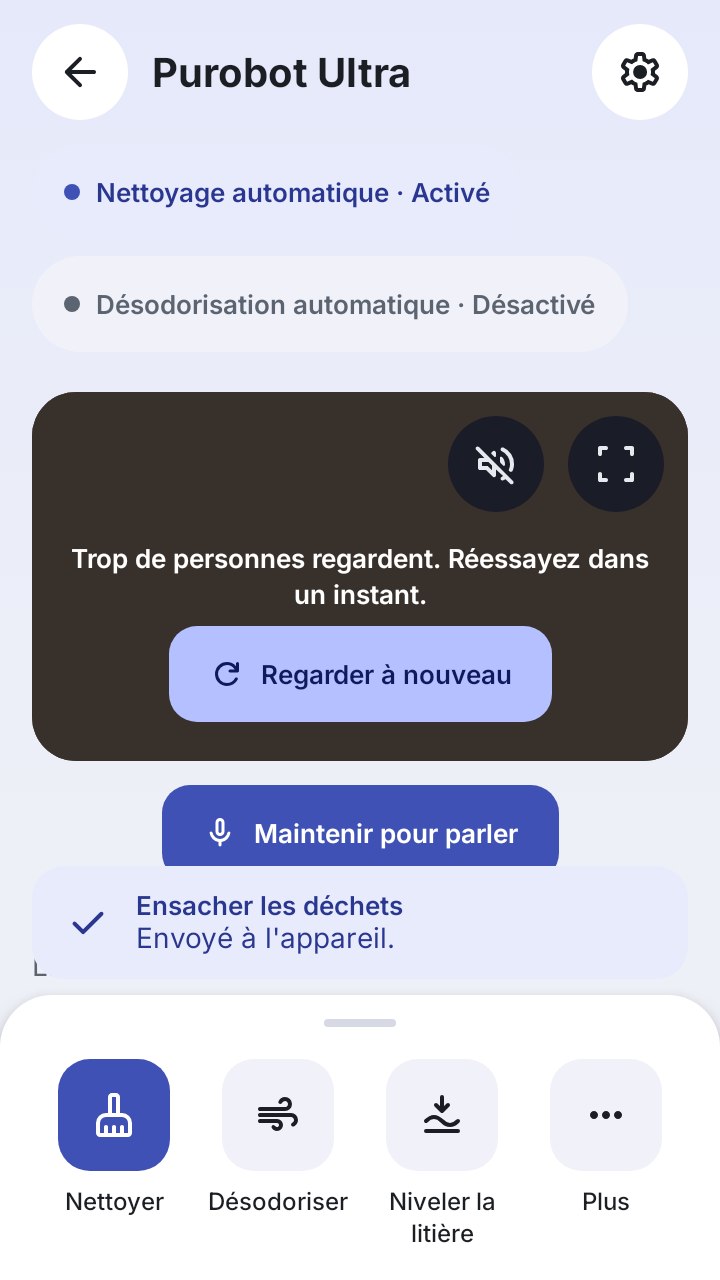 Purobot Ultra
Nettoyage automatique · Activé
Désodorisation automatique · Désactivé
Trop de personnes regardent. Réessayez dans
un instant.
Regarder à nouveau
Maintenir pour parler
Ensacher les déchets
Envoyé à l'appareil.
Nettoyer
Désodoriser
Niveler la
litière
Plus